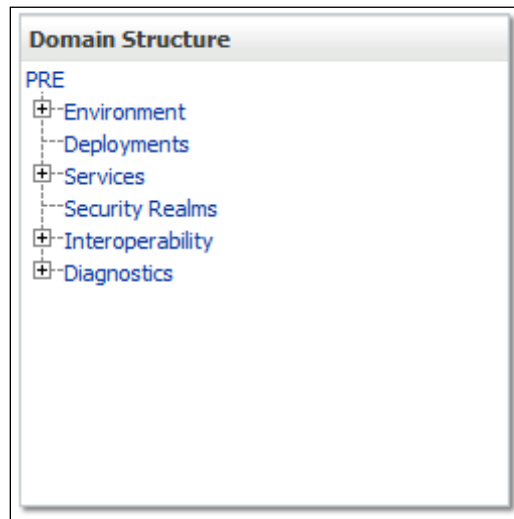 Domain Structure
PRE
Environment
Deployments
Services
Security Realms
Interoperability
Diagnostics